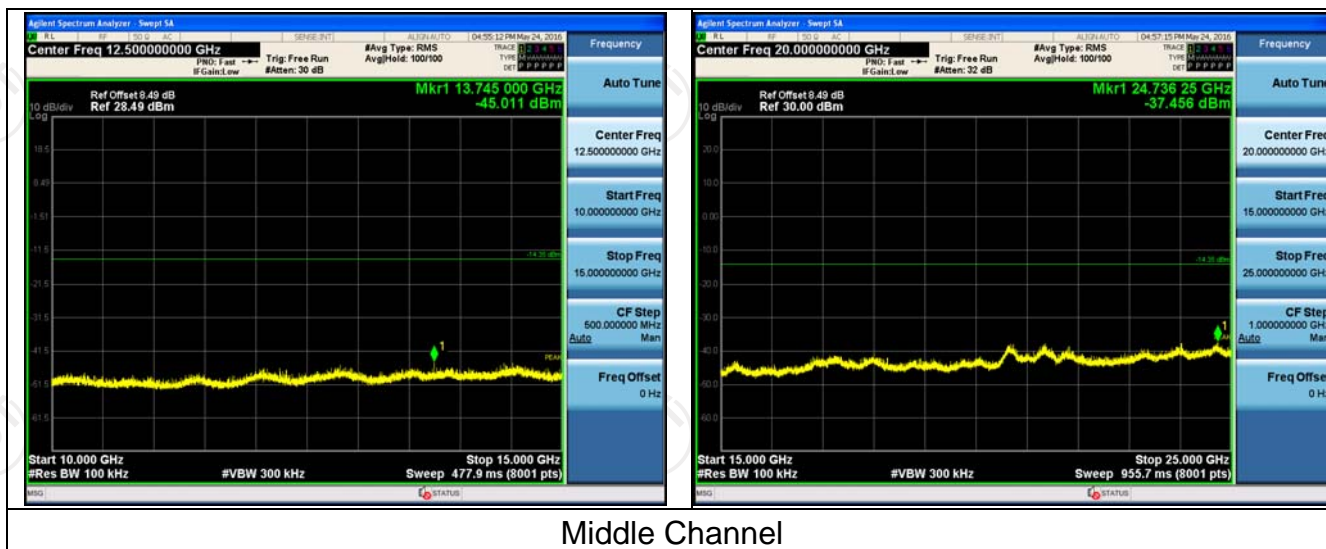 Agilent Spectrum Analyzer - Swept SA
RL RF 50 Ω AC SENSE:INT ALIGN AUTO 04:55:12 PM May 24, 2016
Center Freq 12.500000000 GHz
#Avg Type: RMS
TRACE 1 2 3 4 5 6
PNO: Fast Trig: Free Run Avg|Hold: 100/100
TYPE
IFGain:Low #Atten: 30 dB
DET P P P P P P
Mkr1 13.745 000 GHz
Ref Offset 8.49 dB
-45.011 dBm
10 dB/div Ref 28.49 dBm
Log
18.5
8.49
-1.51
-11.5
-14.35 dBm
-21.5
-31.5
-41.5
1
PEAK
-51.5
-61.5
Start 10.000 GHz Stop 15.000 GHz
#Res BW 100 kHz #VBW 300 kHz Sweep 477.9 ms (8001 pts)
MSG STATUS
Frequency
Auto Tune
Center Freq
12.500000000 GHz
Start Freq
10.000000000 GHz
Stop Freq
15.000000000 GHz
CF Step
500.000000 MHz
Auto Man
Freq Offset
0 Hz
Agilent Spectrum Analyzer - Swept SA
RL RF 50 Ω AC SENSE:INT ALIGN AUTO 04:57:15 PM May 24, 2016
Center Freq 20.000000000 GHz
#Avg Type: RMS
TRACE 1 2 3 4 5 6
PNO: Fast Trig: Free Run Avg|Hold: 100/100
TYPE
IFGain:Low #Atten: 32 dB
DET P P P P P P
Mkr1 24.736 25 GHz
Ref Offset 8.49 dB
-37.456 dBm
10 dB/div Ref 30.00 dBm
Log
20.0
10.0
0.00
-10.0
-14.35 dBm
-20.0
-30.0
1
-40.0
-50.0
-60.0
Start 15.000 GHz Stop 25.000 GHz
#Res BW 100 kHz #VBW 300 kHz Sweep 955.7 ms (8001 pts)
MSG STATUS
Frequency
Auto Tune
Center Freq
20.000000000 GH
Start Freq
15.000000000 GH
Stop Freq
25.000000000 GH
CF Step
1.000000000 GH
Auto Ma
Freq Offse
0 H
Middle Channel